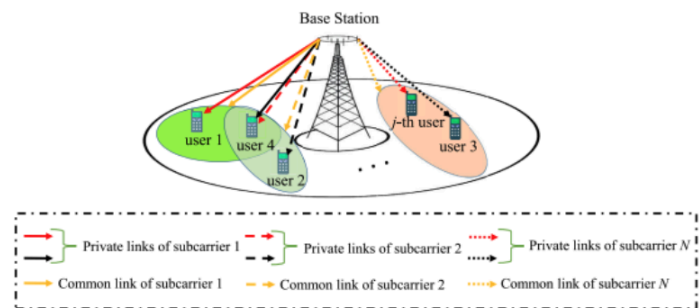 Base Station
user 1
user 4
user 2
j-th user
user 3
Private links of subcarrier 1
Private links of subcarrier 2
Private links of subcarrier N
Common link of subcarrier 1
Common link of subcarrier 2
Common link of subcarrier N